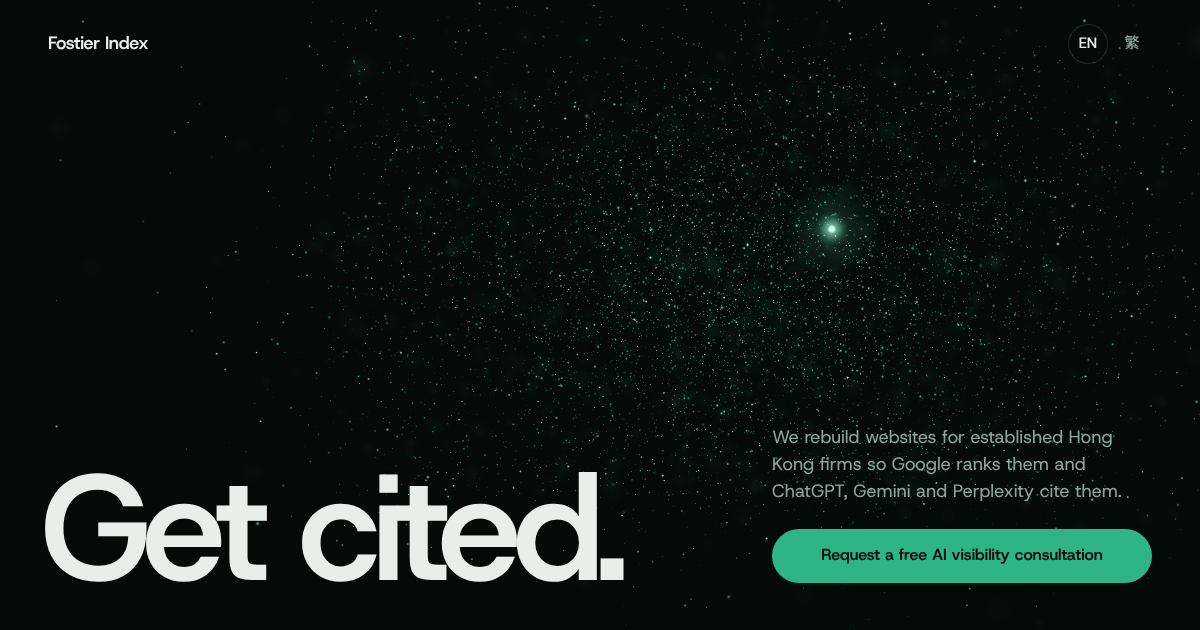 Fostier Index
EN 繁
We rebuild websites for established Hong
Kong firms so Google ranks them and
ChatGPT, Gemini and Perplexity cite them.
Get cited.
Request a free AI visibility consultation